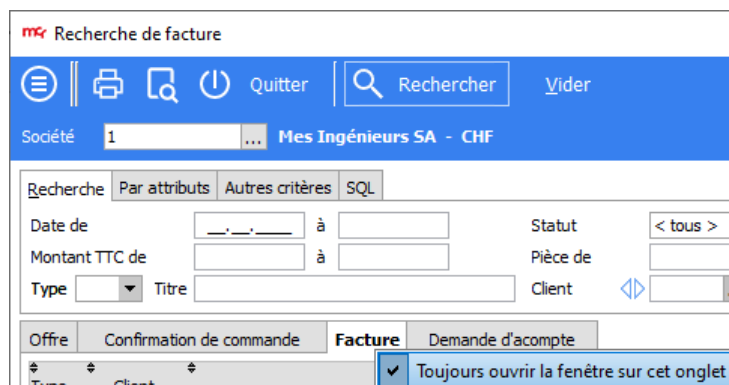 mcr Recherche de facture
Quitter Rechercher Vider
Société 1 ... Mes Ingénieurs SA - CHF
Recherche Par attributs Autres critères SQL
Date de __.__.____ à Statut < tous >
Montant TTC de à Pièce de
Type Titre Client
Offre Confirmation de commande Facture Demande d'acompte
Type Client Toujours ouvrir la fenêtre sur cet onglet